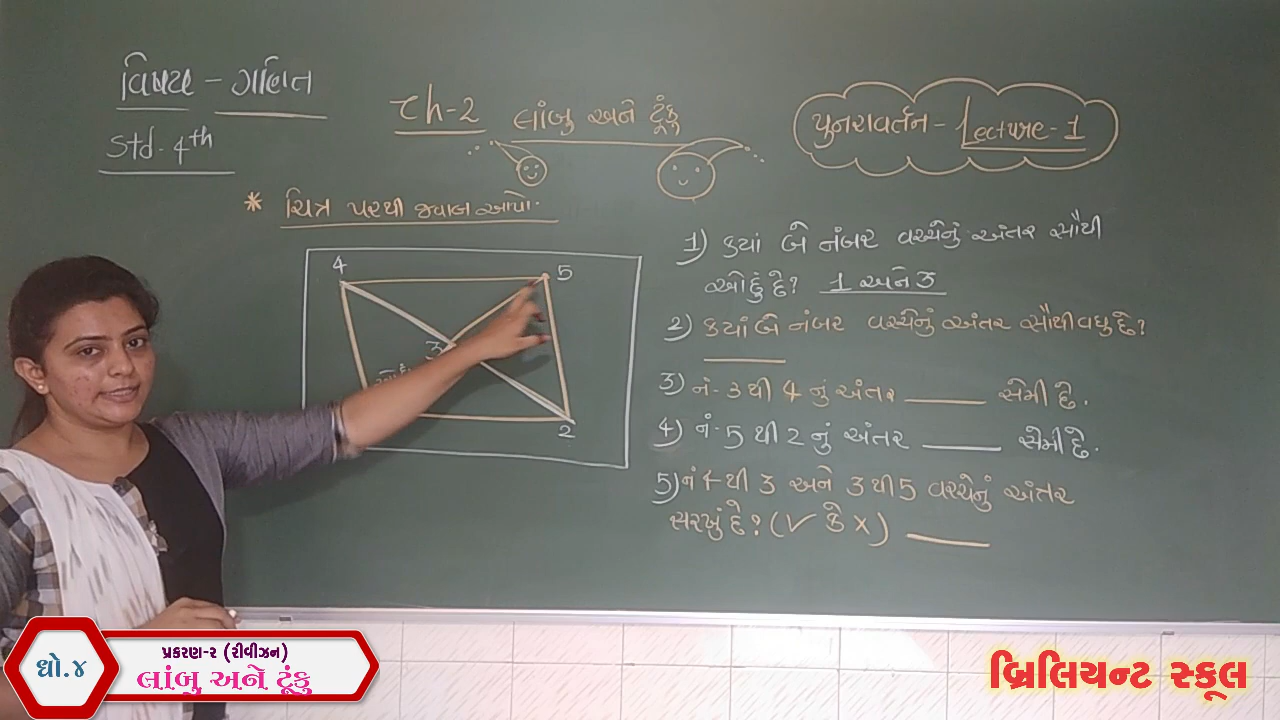 વિષય - ગણિત
Std - 4th
Ch-2 લાંબુ અને ટૂંકુ
પુનરાવર્તન - Lecture - 1
* ચિત્ર પરથી જવાબ આપો.
4
5
3
2
1) કયાં બે નંબર વચ્ચેનું અંતર સૌથી
ઓછું છે? 1 અને 3
2) કયાં બે નંબર વચ્ચેનું અંતર સૌથી વધુ છે?
3) નં- 3 થી 4 નું અંતર ____ સેમી છે.
4) નં- 5 થી 2 નું અંતર ____ સેમી છે.
5) નં 4 થી 3 અને 3 થી 5 વચ્ચેનું અંતર
સરખું છે? (✓ કે x) ____
ધો.૪
પ્રકરણ-૨ (રીવીઝન)
લાંબુ અને ટૂંકુ
બ્રિલિયન્ટ સ્કૂલ